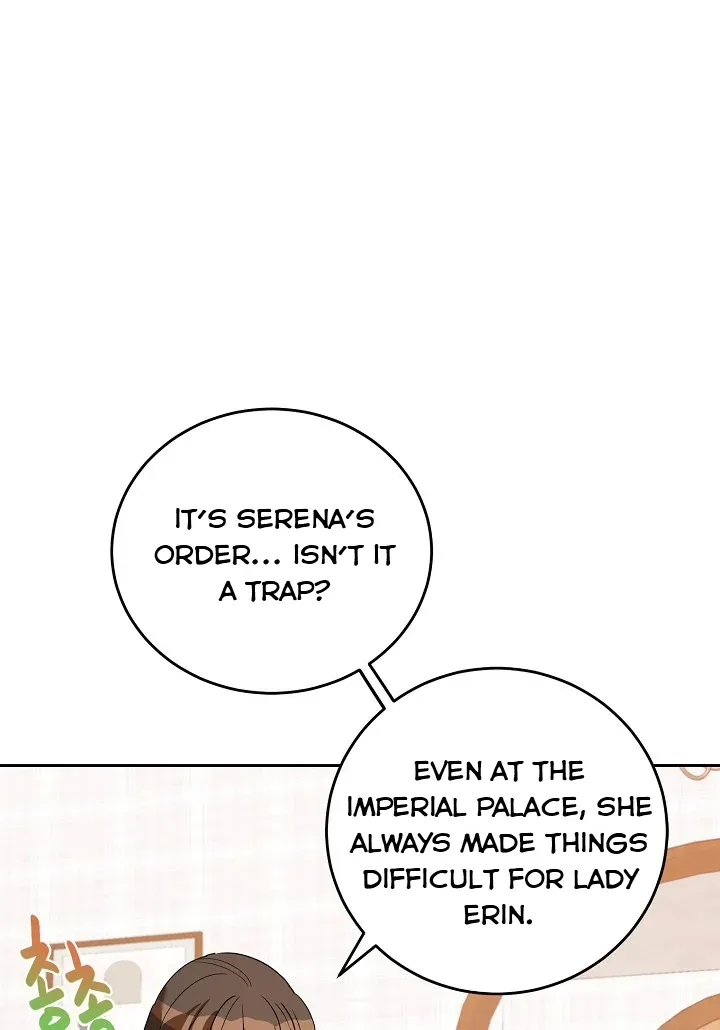 IT'S SERENA'S
ORDER... ISN'T IT
A TRAP?
EVEN AT THE
IMPERIAL PALACE, SHE
ALWAYS MADE THINGS
DIFFICULT FOR LADY
ERIN.